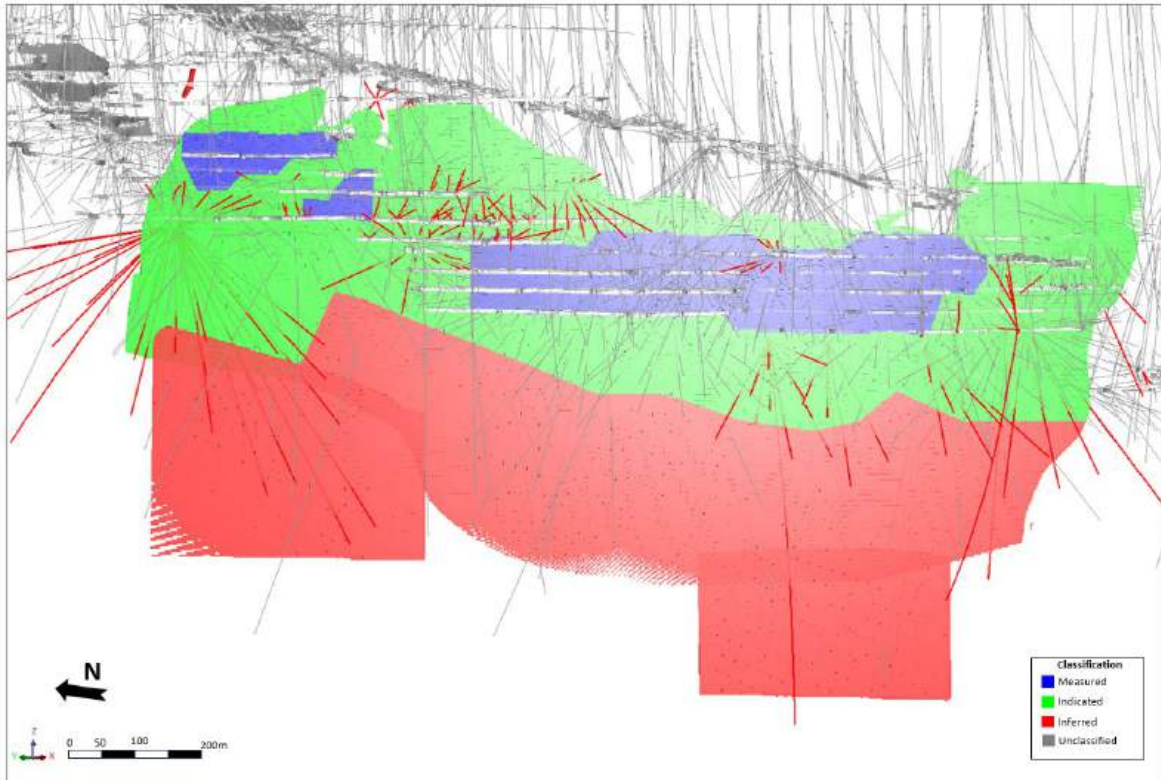 N
Z
Y X
0 50 100 200m
Classification
Measured
Indicated
Inferred
Unclassified